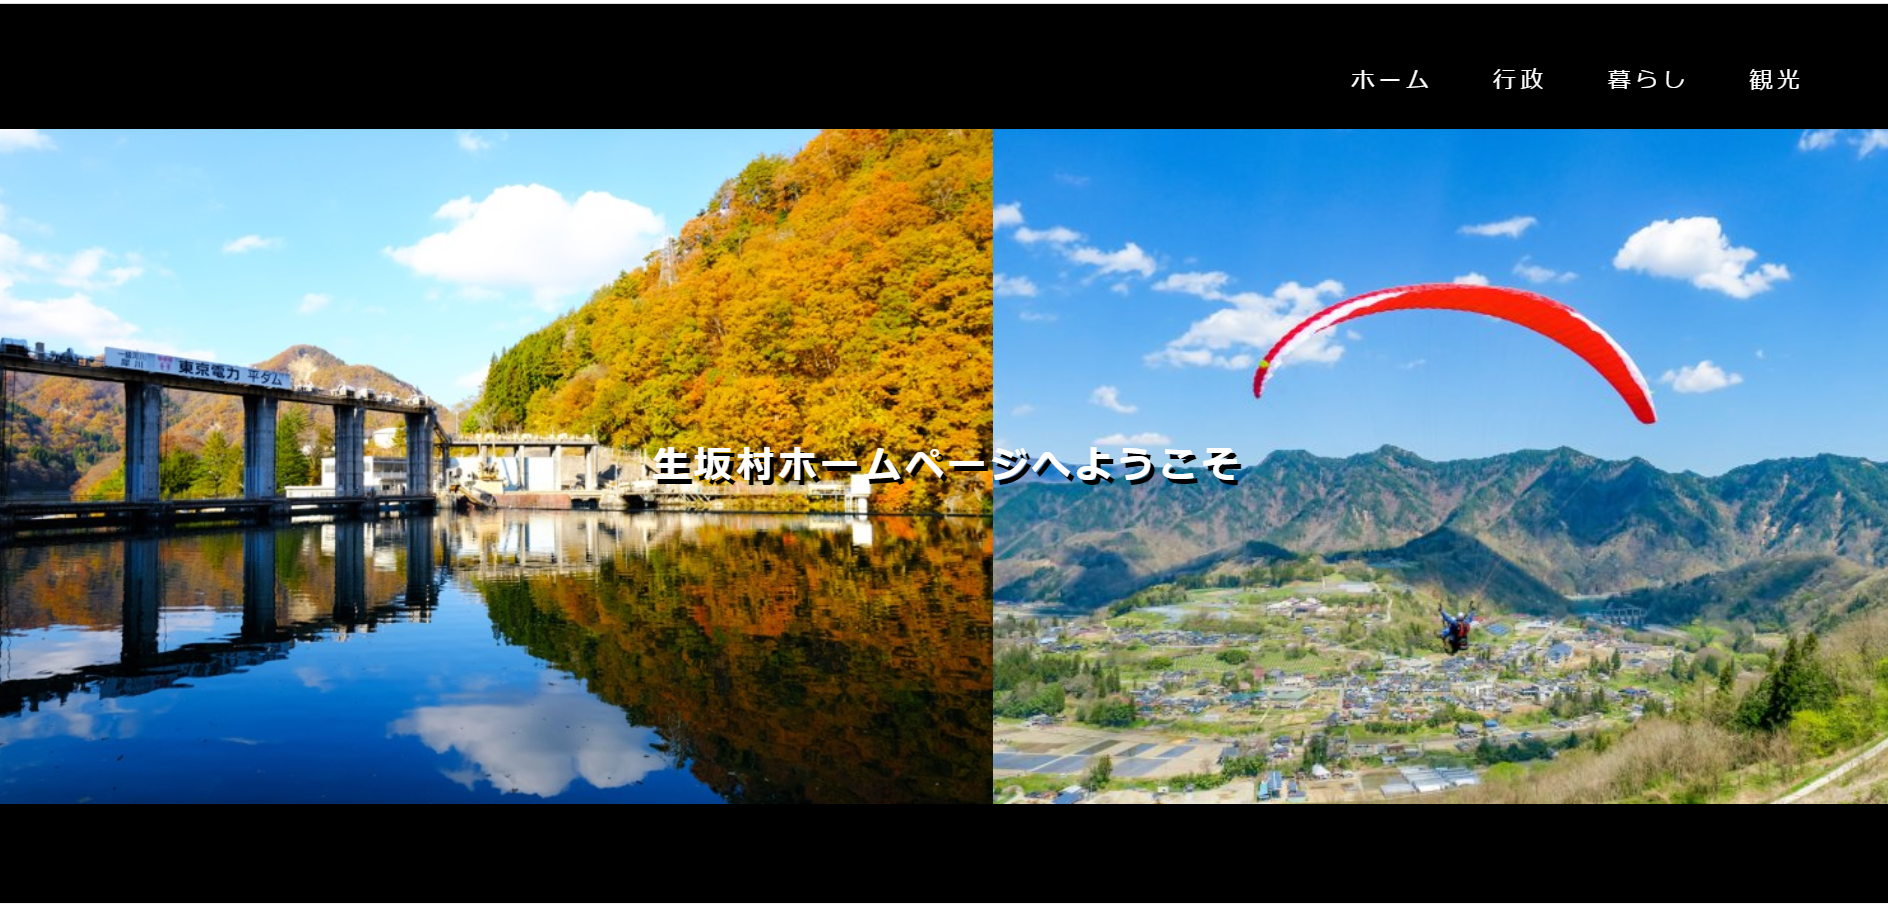 ホーム 行政 暮らし 観光
一級河川
犀川
東京電力 平ダム
生坂村ホームページへようこそ